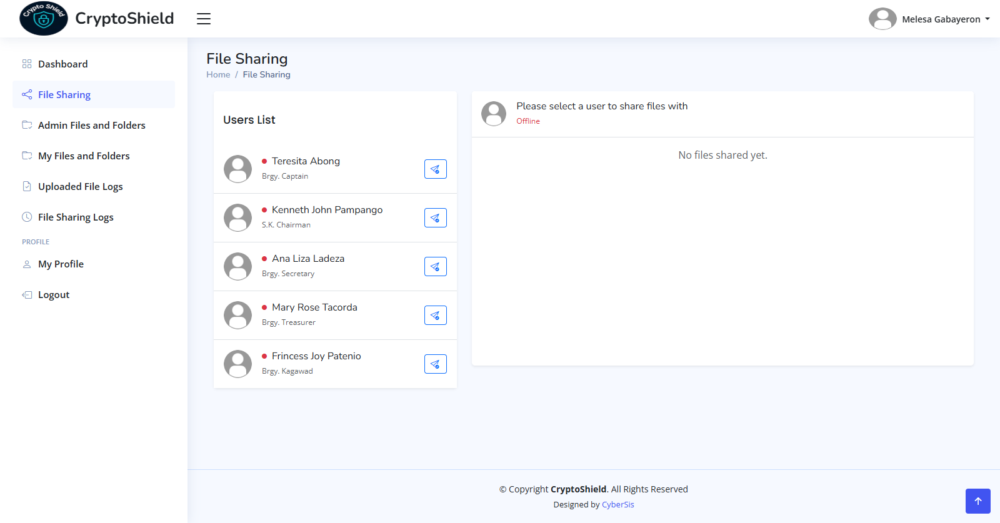 Crypto Shield
CryptoShield
Melesa Gabayeron
Dashboard
File Sharing
Admin Files and Folders
My Files and Folders
Uploaded File Logs
File Sharing Logs
PROFILE
My Profile
Logout
File Sharing
Home / File Sharing
Users List
Teresita Abong
Brgy. Captain
Kenneth John Pampango
S.K. Chairman
Ana Liza Ladeza
Brgy. Secretary
Mary Rose Tacorda
Brgy. Treasurer
Frincess Joy Patenio
Brgy. Kagawad
Please select a user to share files with
Offline
No files shared yet.
© Copyright CryptoShield. All Rights Reserved
Designed by CyberSis